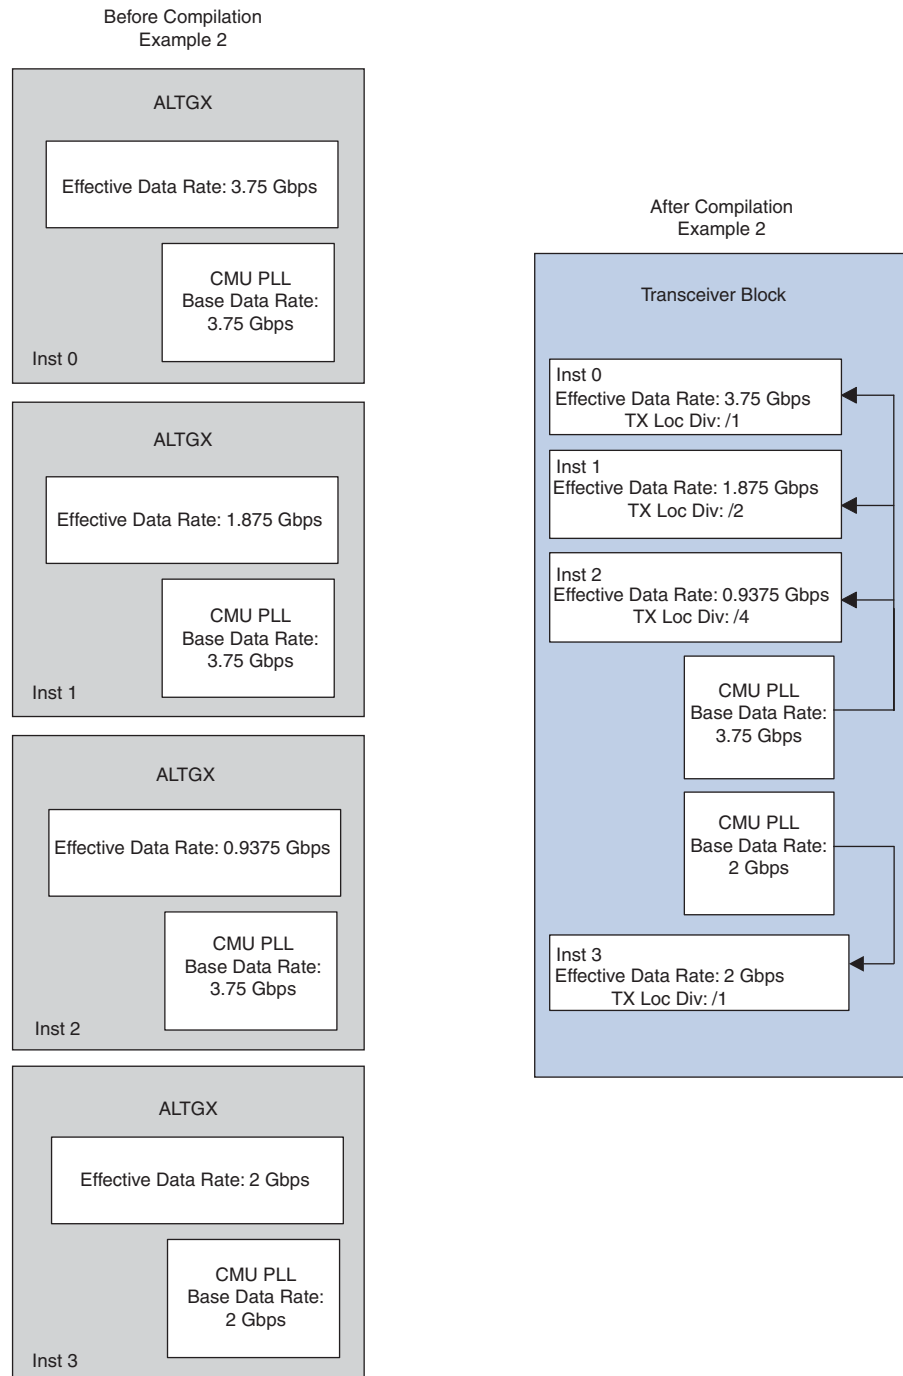 Before Compilation
Example 2
ALTGX
Effective Data Rate: 3.75 Gbps
CMU PLL
Base Data Rate:
3.75 Gbps
Inst 0
ALTGX
Effective Data Rate: 1.875 Gbps
CMU PLL
Base Data Rate:
3.75 Gbps
Inst 1
ALTGX
Effective Data Rate: 0.9375 Gbps
CMU PLL
Base Data Rate:
3.75 Gbps
Inst 2
ALTGX
Effective Data Rate: 2 Gbps
CMU PLL
Base Data Rate:
2 Gbps
Inst 3
After Compilation
Example 2
Transceiver Block
Inst 0
Effective Data Rate: 3.75 Gbps
TX Loc Div: /1
Inst 1
Effective Data Rate: 1.875 Gbps
TX Loc Div: /2
Inst 2
Effective Data Rate: 0.9375 Gbps
TX Loc Div: /4
CMU PLL
Base Data Rate:
3.75 Gbps
CMU PLL
Base Data Rate:
2 Gbps
Inst 3
Effective Data Rate: 2 Gbps
TX Loc Div: /1